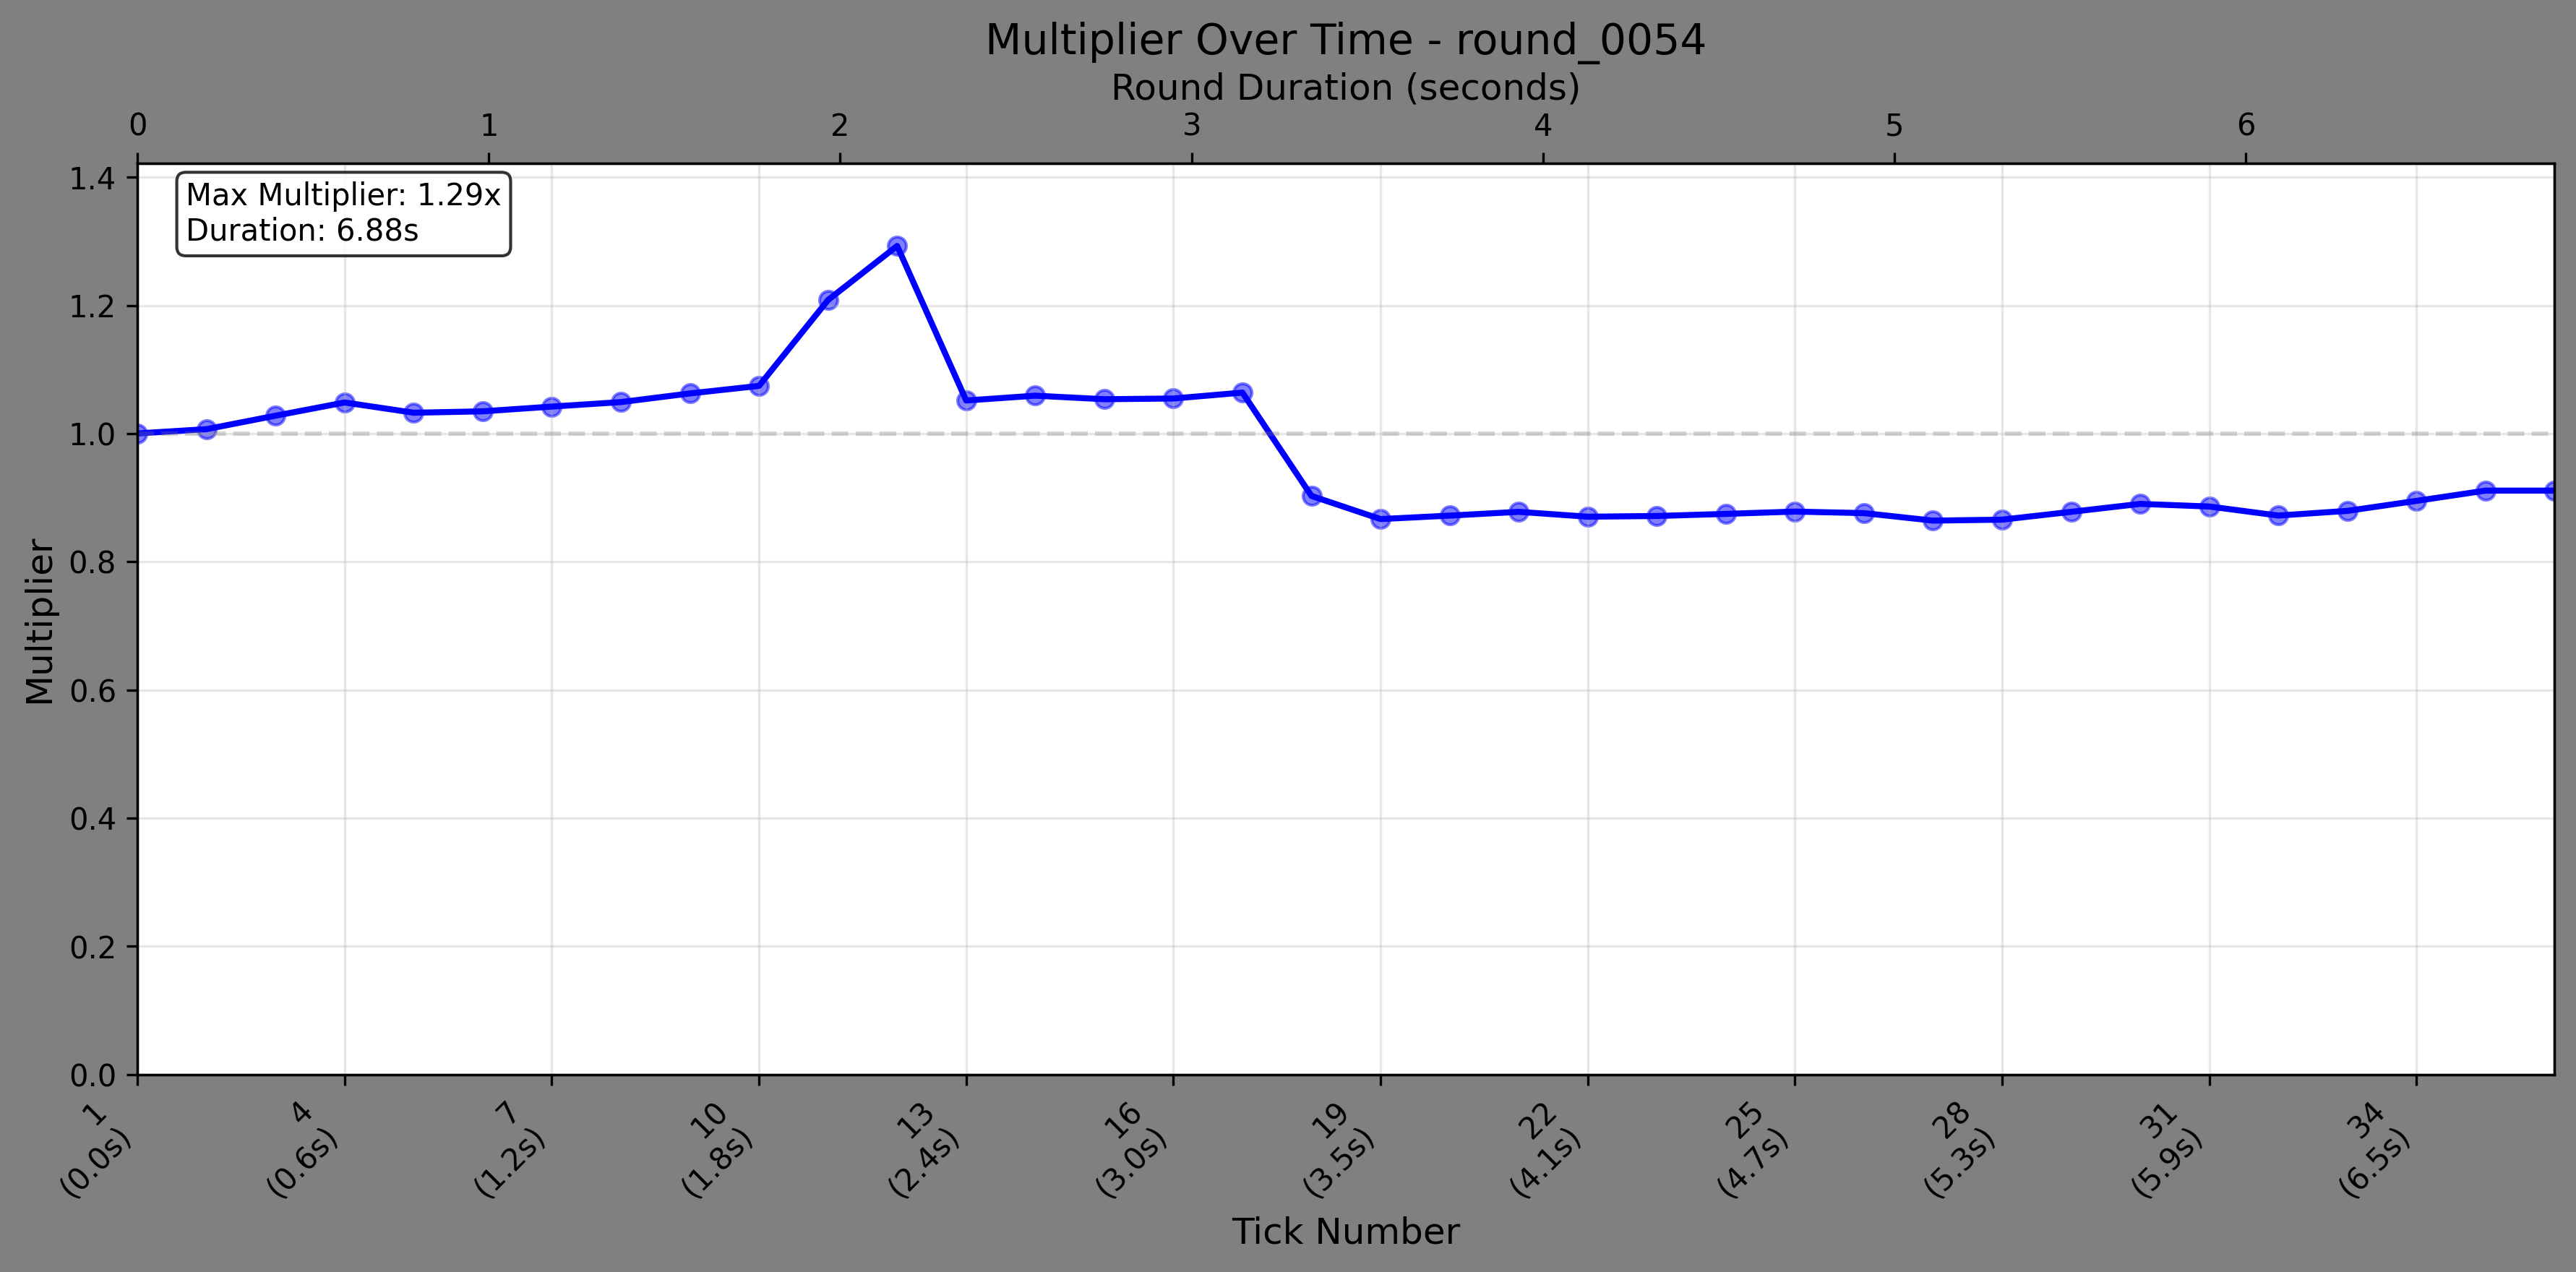 Multiplier Over Time - round_0054
Round Duration (seconds)
0 1 2 3 4 5 6
Max Multiplier: 1.29x
Duration: 6.88s
Multiplier
1.4
1.2
1.0
0.8
0.6
0.4
0.2
0.0
1 4 7 10 13 16 19 22 25 28 31 34
(0.0s) (0.6s) (1.2s) (1.8s) (2.4s) (3.0s) (3.5s) (4.1s) (4.7s) (5.3s) (5.9s) (6.5s)
Tick Number